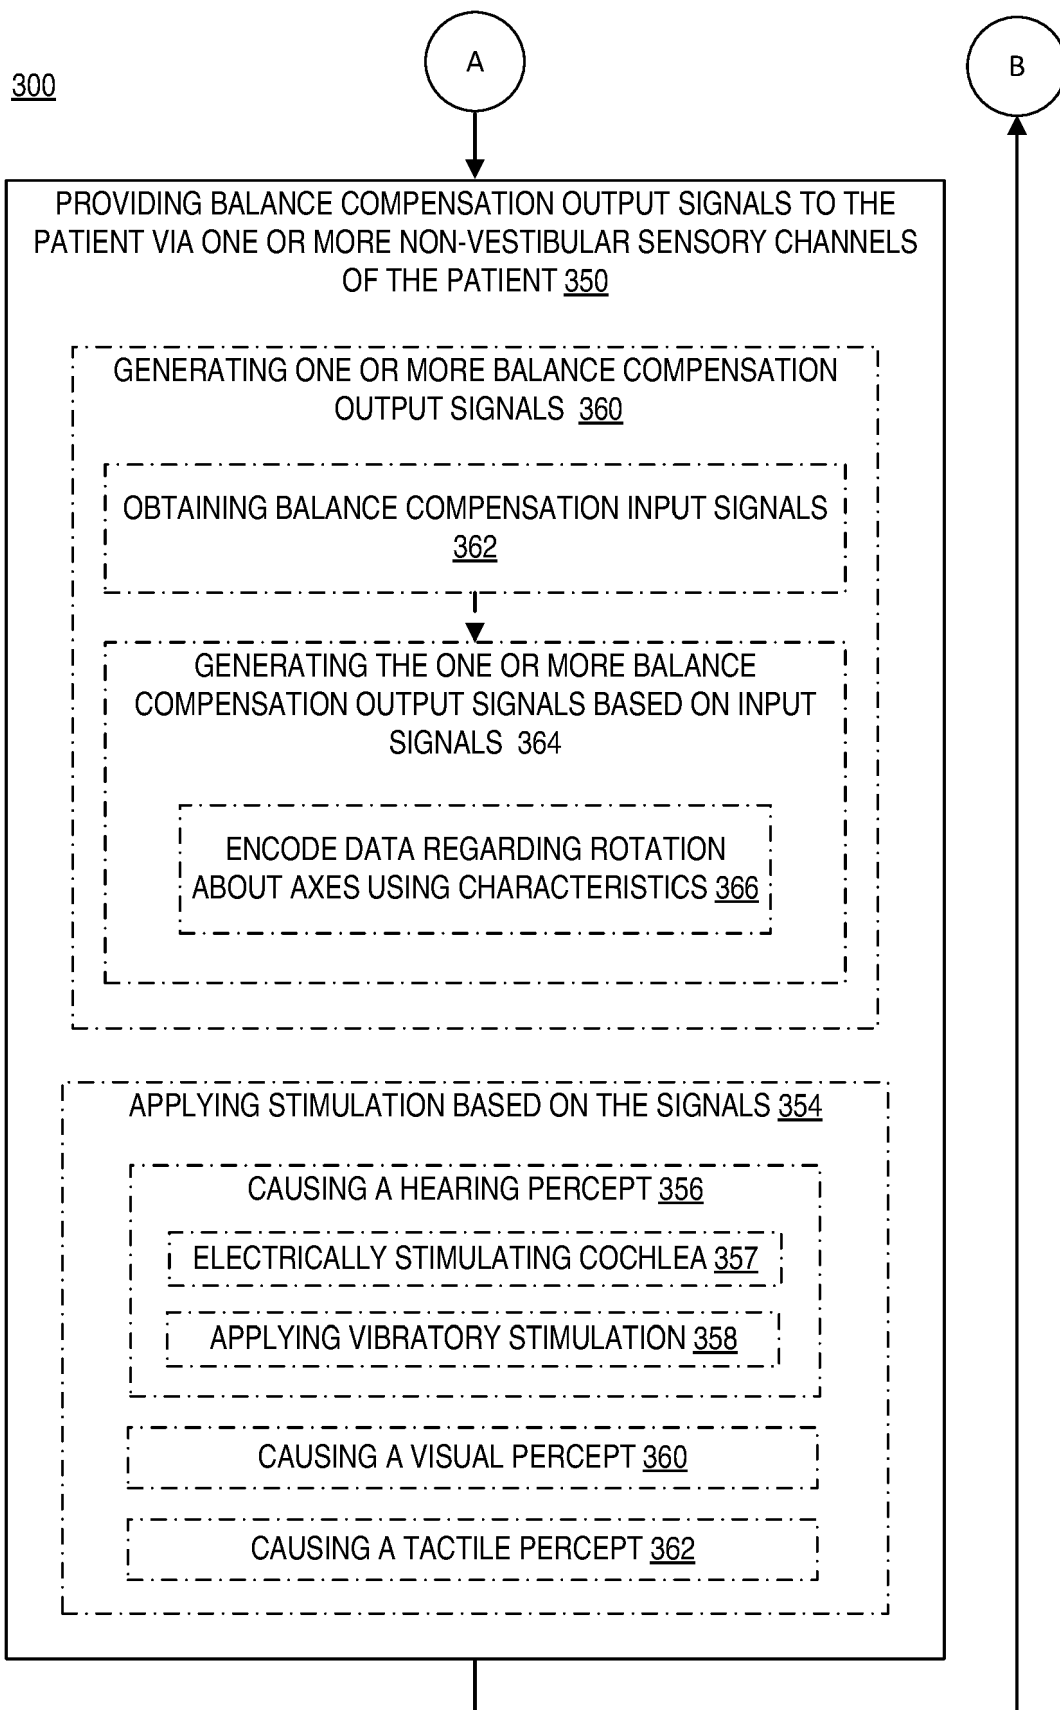 300
A
B
PROVIDING BALANCE COMPENSATION OUTPUT SIGNALS TO THE
PATIENT VIA ONE OR MORE NON-VESTIBULAR SENSORY CHANNELS
OF THE PATIENT 350
GENERATING ONE OR MORE BALANCE COMPENSATION
OUTPUT SIGNALS 360
OBTAINING BALANCE COMPENSATION INPUT SIGNALS
362
GENERATING THE ONE OR MORE BALANCE
COMPENSATION OUTPUT SIGNALS BASED ON INPUT
SIGNALS 364
ENCODE DATA REGARDING ROTATION
ABOUT AXES USING CHARACTERISTICS 366
APPLYING STIMULATION BASED ON THE SIGNALS 354
CAUSING A HEARING PERCEPT 356
ELECTRICALLY STIMULATING COCHLEA 357
APPLYING VIBRATORY STIMULATION 358
CAUSING A VISUAL PERCEPT 360
CAUSING A TACTILE PERCEPT 362